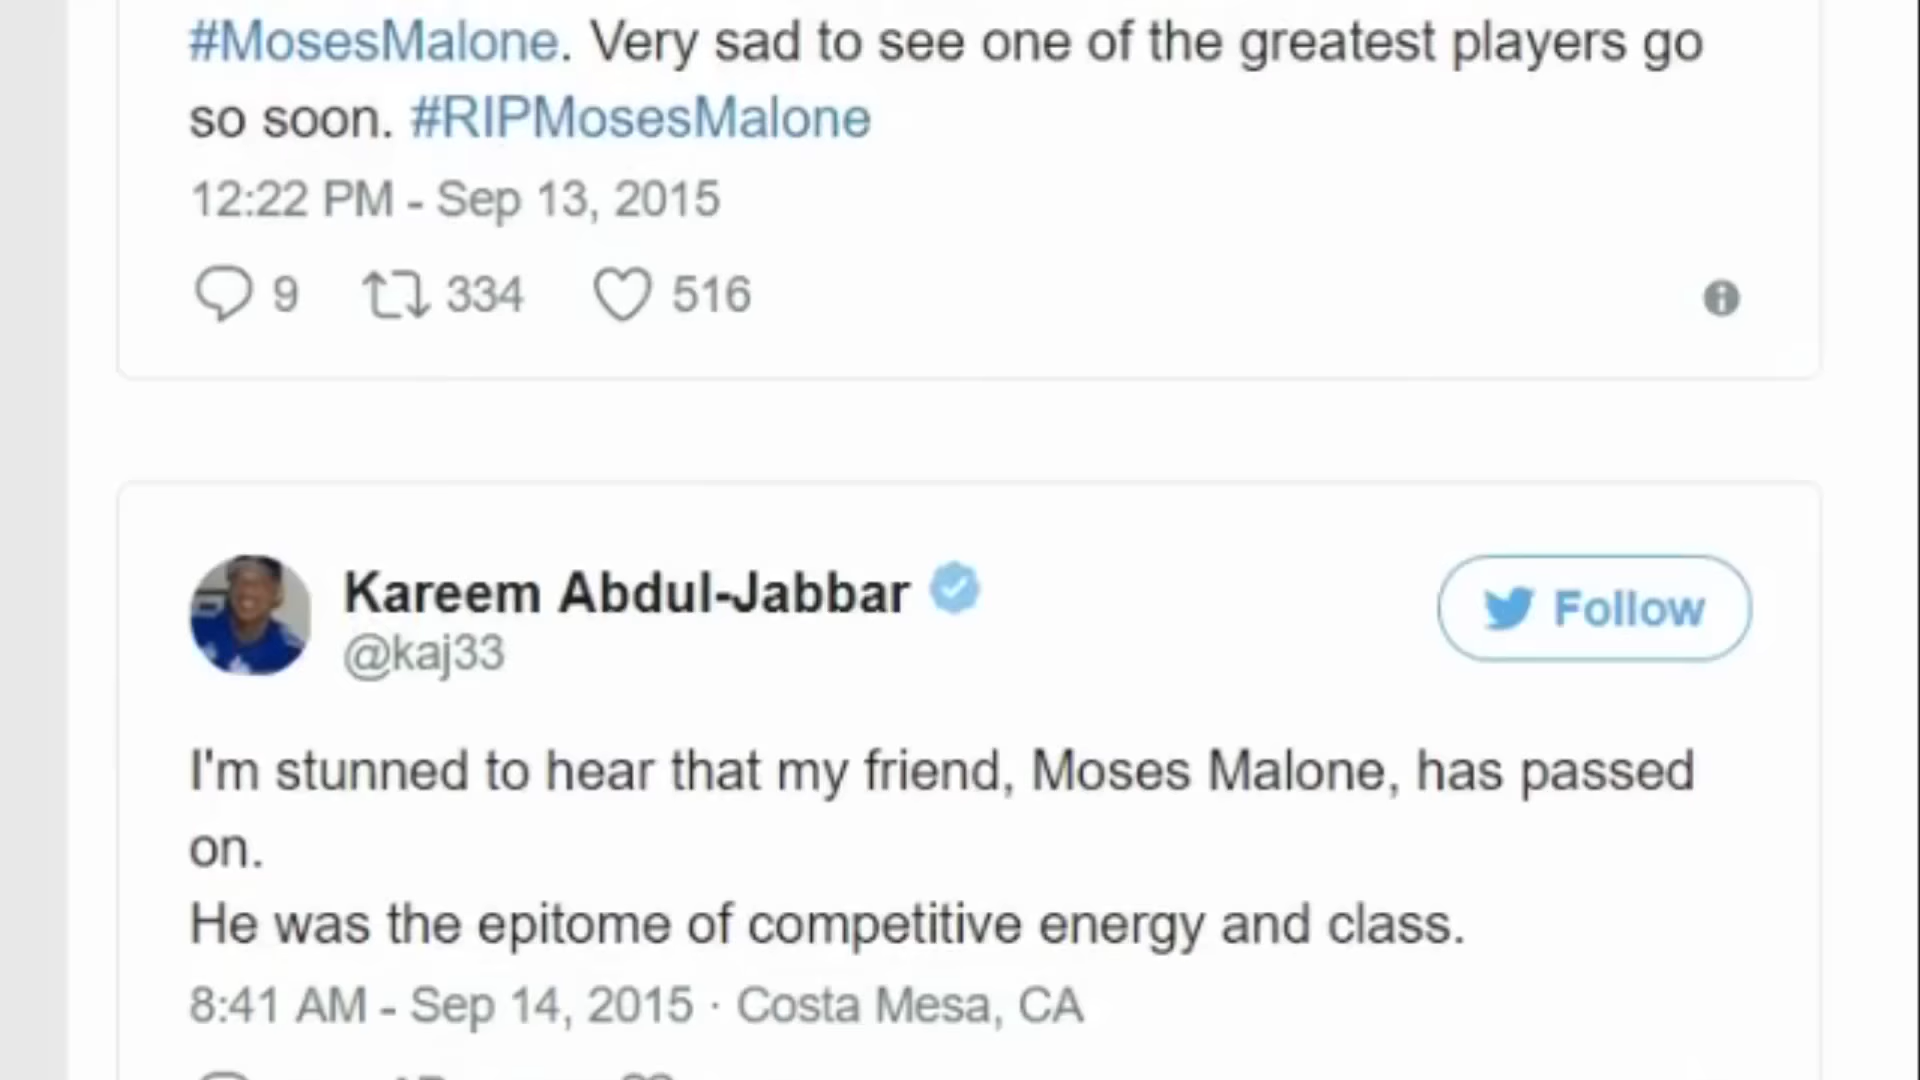 #MosesMalone. Very sad to see one of the greatest players go
so soon. #RIPMosesMalone
12:22 PM - Sep 13, 2015
9 334 516
Kareem Abdul-Jabbar
@kaj33
Follow
I'm stunned to hear that my friend, Moses Malone, has passed
on.
He was the epitome of competitive energy and class.
8:41 AM - Sep 14, 2015 · Costa Mesa, CA